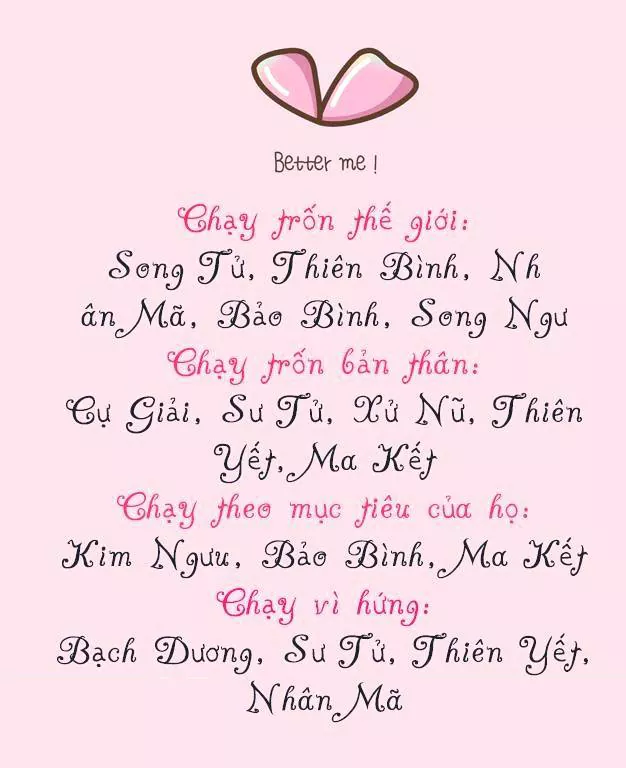 Better me !
Chạy trốn thế giới:
Song Tử, Thiên Bình, Nh
ân Mã, Bảo Bình, Song Ngư
Chạy trốn bản thân:
Cự Giải, Sư Tử, Xử Nữ, Thiên
Yết, Ma Kết
Chạy theo mục tiêu của họ:
Kim Ngưu, Bảo Bình, Ma Kết
Chạy vì hứng:
Bạch Dương, Sư Tử, Thiên Yết,
Nhân Mã